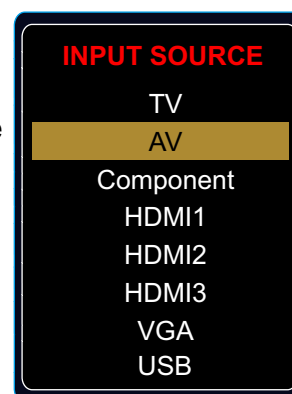 INPUT SOURCE
TV
AV
Component
HDMI1
HDMI2
HDMI3
VGA
USB